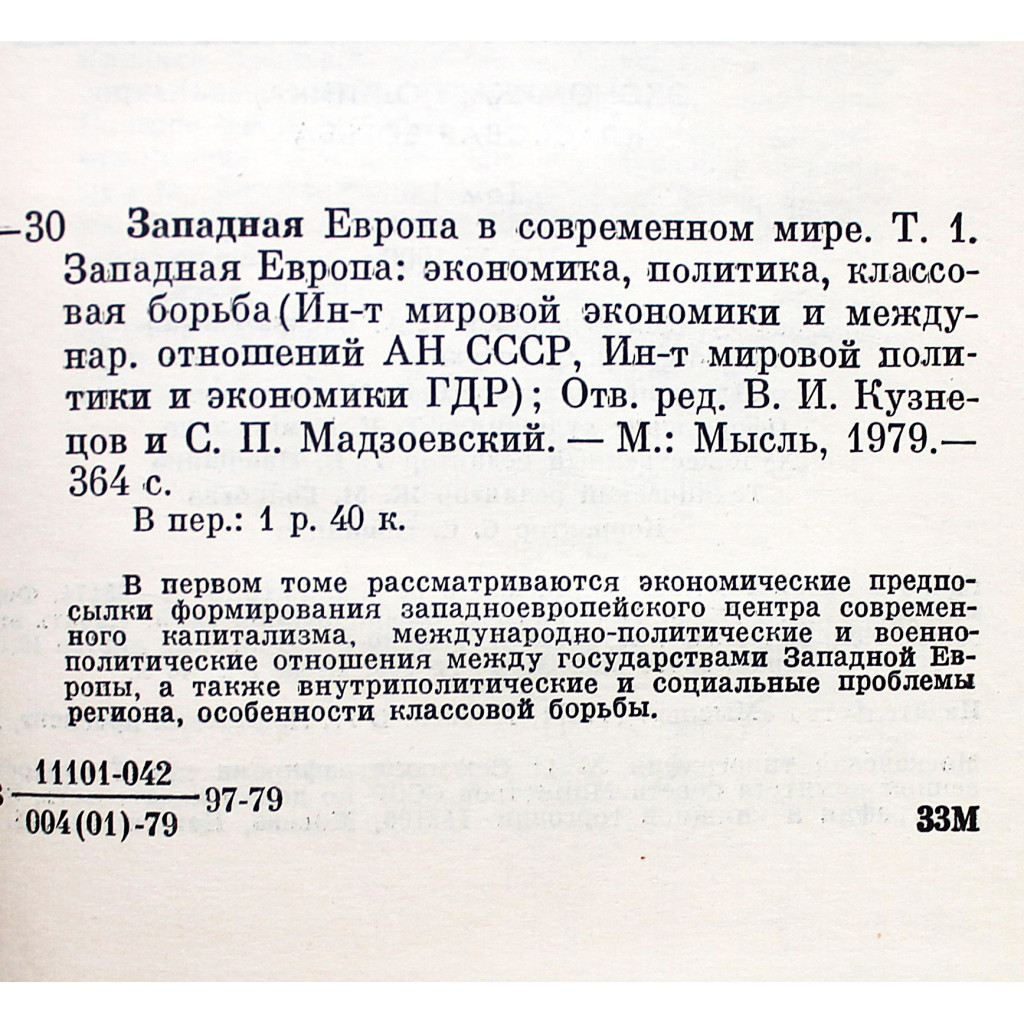 –30 Западная Европа в современном мире. Т. 1.
Западная Европа: экономика, политика, классо-
вая борьба(Ин-т мировой экономики и между-
нар. отношений АН СССР, Ин-т мировой поли-
тики и экономики ГДР); Отв. ред. В. И. Кузне-
цов и С. П. Мадзоевский. — М.: Мысль, 1979.—
364 с.
В пер.: 1 р. 40 к.
В первом томе рассматриваются экономические предпо-
сылки формирования западноевропейского центра современ-
ного капитализма, международно-политические и военно-
политические отношения между государствами Западной Ев-
ропы, а также внутриполитические и социальные проблемы
региона, особенности классовой борьбы.
11101-042
97-79
004(01)-79
33М